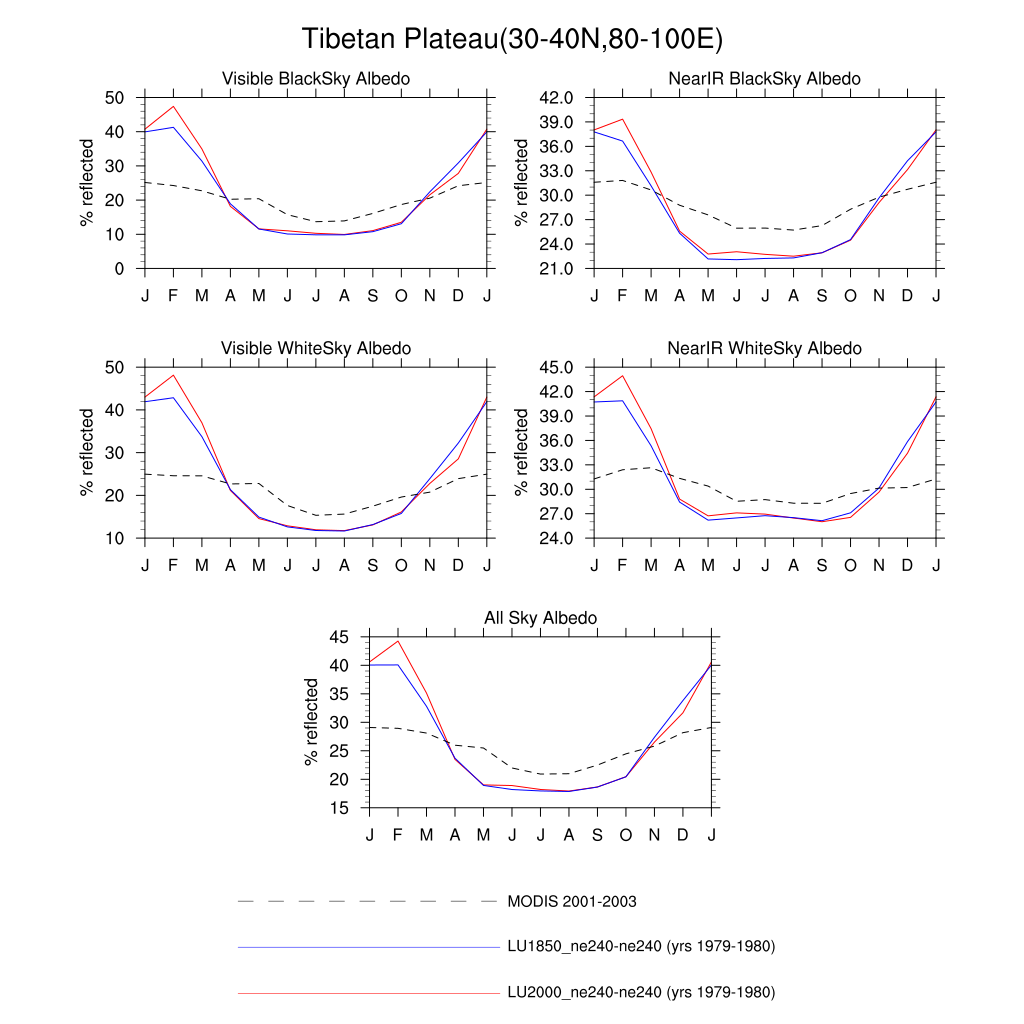 Tibetan Plateau(30-40N,80-100E)
Visible BlackSky Albedo
% reflected
50
40
30
20
10
0
J F M A M J J A S O N D J
NearIR BlackSky Albedo
% reflected
42.0
39.0
36.0
33.0
30.0
27.0
24.0
21.0
J F M A M J J A S O N D J
Visible WhiteSky Albedo
% reflected
50
40
30
20
10
J F M A M J J A S O N D J
NearIR WhiteSky Albedo
% reflected
45.0
42.0
39.0
36.0
33.0
30.0
27.0
24.0
J F M A M J J A S O N D J
All Sky Albedo
% reflected
45
40
35
30
25
20
15
J F M A M J J A S O N D J
MODIS 2001-2003
LU1850_ne240-ne240 (yrs 1979-1980)
LU2000_ne240-ne240 (yrs 1979-1980)